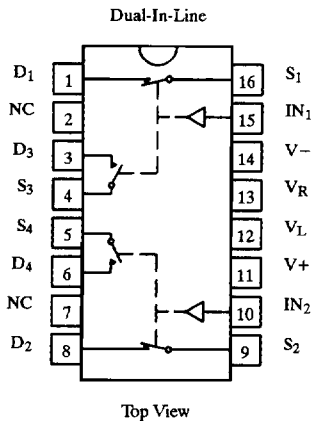 Dual-In-Line
D1 1 16 S1
NC 2 15 IN1
D3 3 14 V−
S3 4 13 VR
S4 5 12 VL
D4 6 11 V+
NC 7 10 IN2
D2 8 9 S2
Top View